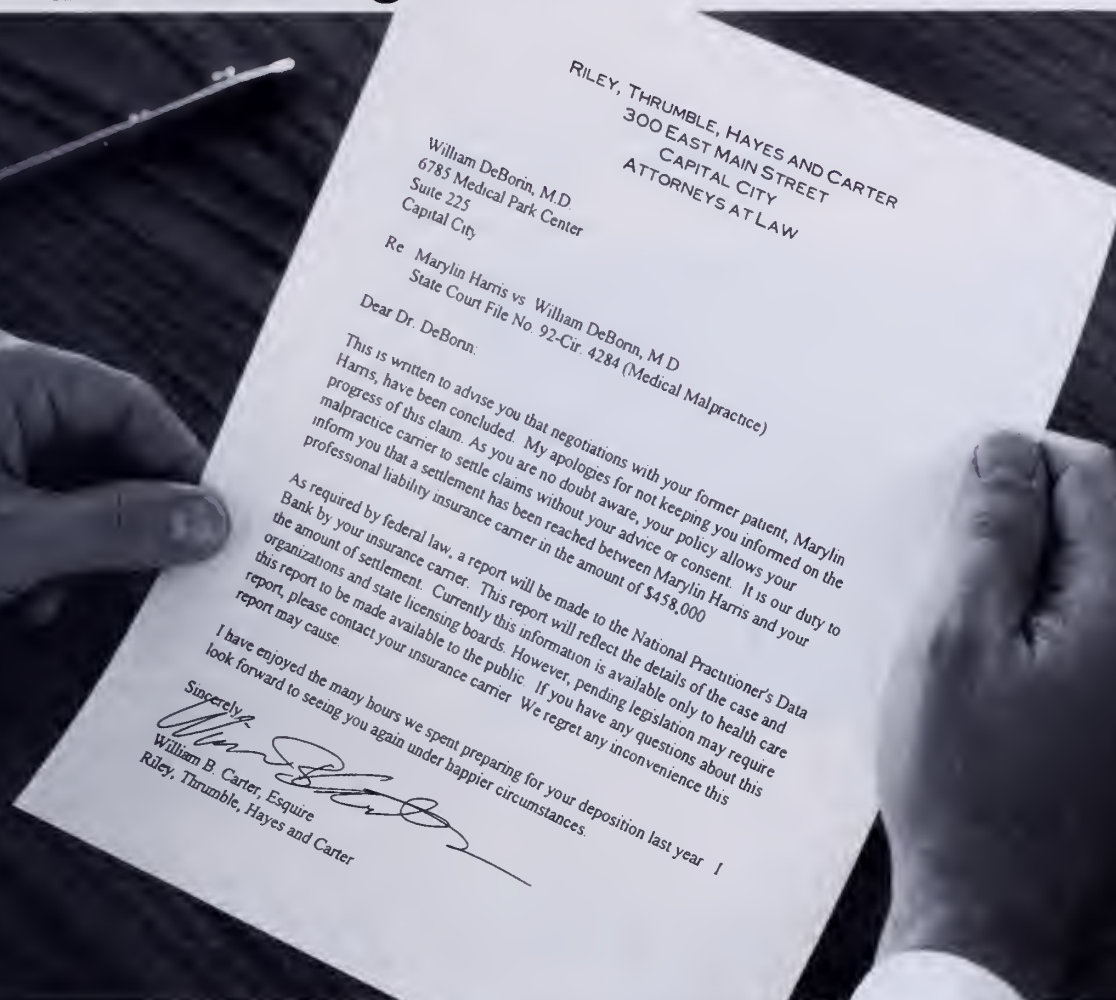 RILEY, THRUMBLE, HAYES AND CARTER
300 EAST MAIN STREET
CAPITAL CITY
ATTORNEYS AT LAW
William DeBorin, M.D.
6785 Medical Park Center
Suite 225
Capital City
Re Marylin Harris vs William DeBorin, M D
State Court File No. 92-Cir. 4284 (Medical Malpractice)
Dear Dr. DeBorin:
This is written to advise you that negotiations with your former patient, Marylin
Harris, have been concluded. My apologies for not keeping you informed on the
progress of this claim. As you are no doubt aware, your policy allows your
malpractice carrier to settle claims without your advice or consent. It is our duty to
inform you that a settlement has been reached between Marylin Harris and your
professional liability insurance carrier in the amount of $458,000
As required by federal law, a report will be made to the National Practitioner's Data
Bank by your insurance carrier. This report will reflect the details of the case and
the amount of settlement. Currently this information is available only to health care
organizations and state licensing boards. However, pending legislation may require
this report to be made available to the public. If you have any questions about this
report, please contact your insurance carrier We regret any inconvenience this
report may cause.
I have enjoyed the many hours we spent preparing for your deposition last year I
look forward to seeing you again under happier circumstances.
Sincerely,
William B. Carter, Esquire
Riley, Thrumble, Hayes and Carter